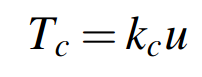 T_c = k_c u